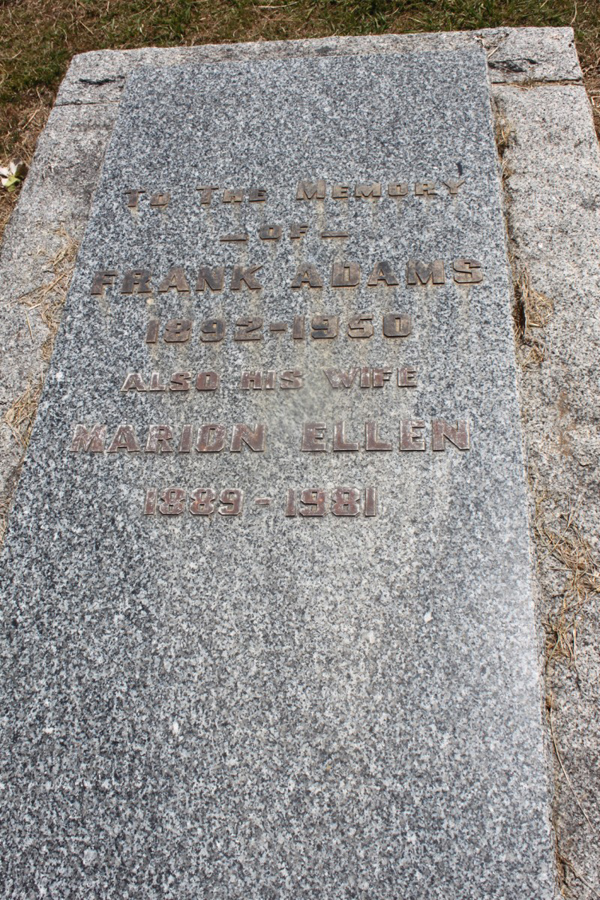 To The Memory
— OF —
FRANK ADAMS
1892-1950
ALSO HIS WIFE
MARION ELLEN
1889 - 1981